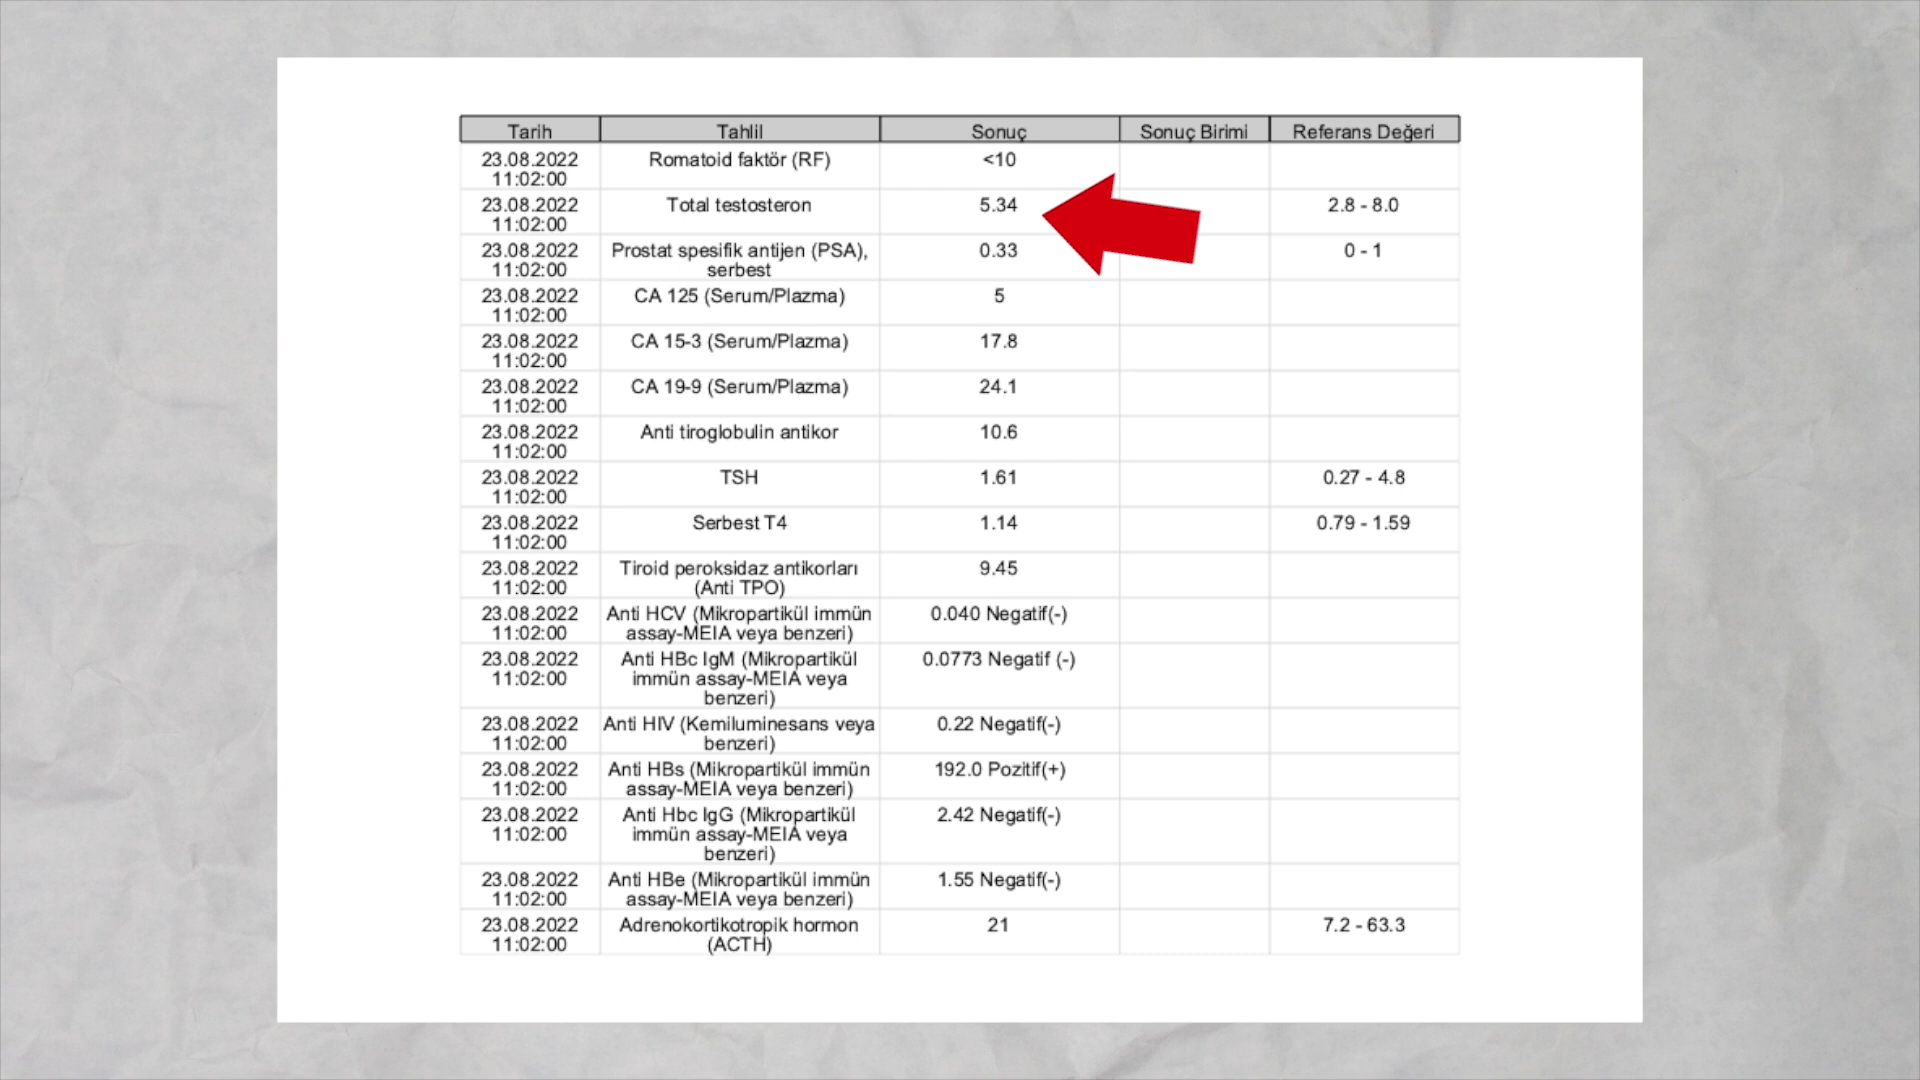 Tarih Tahlil Sonuç Sonuç Birimi Referans Değeri
23.08.2022 Romatoid faktör (RF) <10
11:02:00
23.08.2022 Total testosteron 5.34 2.8 - 8.0
11:02:00
23.08.2022 Prostat spesifik antijen (PSA), 0.33 0 - 1
11:02:00 serbest
23.08.2022 CA 125 (Serum/Plazma) 5
11:02:00
23.08.2022 CA 15-3 (Serum/Plazma) 17.8
11:02:00
23.08.2022 CA 19-9 (Serum/Plazma) 24.1
11:02:00
23.08.2022 Anti tiroglobulin antikor 10.6
11:02:00
23.08.2022 TSH 1.61 0.27 - 4.8
11:02:00
23.08.2022 Serbest T4 1.14 0.79 - 1.59
11:02:00
23.08.2022 Tiroid peroksidaz antikorları 9.45
11:02:00 (Anti TPO)
23.08.2022 Anti HCV (Mikropartikül immün 0.040 Negatif(-)
11:02:00 assay-MEIA veya benzeri)
23.08.2022 Anti HBc IgM (Mikropartikül 0.0773 Negatif (-)
11:02:00 immün assay-MEIA veya
benzeri)
23.08.2022 Anti HIV (Kemiluminesans veya 0.22 Negatif(-)
11:02:00 benzeri)
23.08.2022 Anti HBs (Mikropartikül immün 192.0 Pozitif(+)
11:02:00 assay-MEIA veya benzeri)
23.08.2022 Anti Hbc IgG (Mikropartikül 2.42 Negatif(-)
11:02:00 immün assay-MEIA veya
benzeri)
23.08.2022 Anti HBe (Mikropartikül immün 1.55 Negatif(-)
11:02:00 assay-MEIA veya benzeri)
23.08.2022 Adrenokortikotropik hormon 21 7.2 - 63.3
11:02:00 (ACTH)